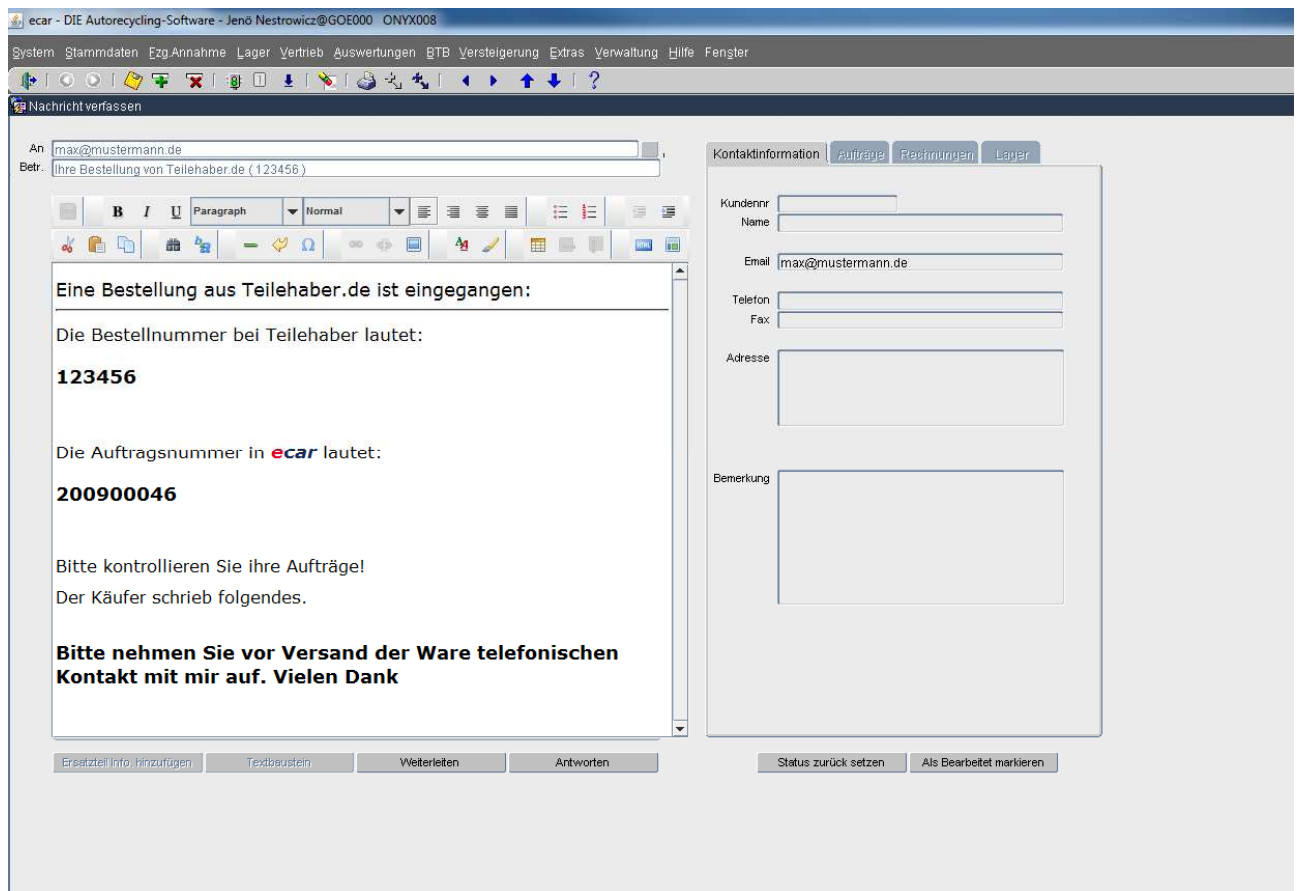 ecar - DIE Autorecycling-Software - Jenö Nestrowicz@GOE000 ONYX008
System Stammdaten Fzg.Annahme Lager Vertrieb Auswertungen BTB Versteigerung Extras Verwaltung Hilfe Fenster
Nachricht verfassen
An max@mustermann.de ,
Betr. Ihre Bestellung von Teilehaber.de ( 123456 )
B I U Paragraph Normal
Eine Bestellung aus Teilehaber.de ist eingegangen:
Die Bestellnummer bei Teilehaber lautet:
123456
Die Auftragsnummer in ecar lautet:
200900046
Bitte kontrollieren Sie ihre Aufträge!
Der Käufer schrieb folgendes.
Bitte nehmen Sie vor Versand der Ware telefonischen
Kontakt mit mir auf. Vielen Dank
Ersatzteil Info. hinzufügen Textbaustein Weiterleiten Antworten
Kontaktinformation Aufträge Rechnungen Lager
Kundennr
Name
Email max@mustermann.de
Telefon
Fax
Adresse
Bemerkung
Status zurück setzen Als Bearbeitet markieren